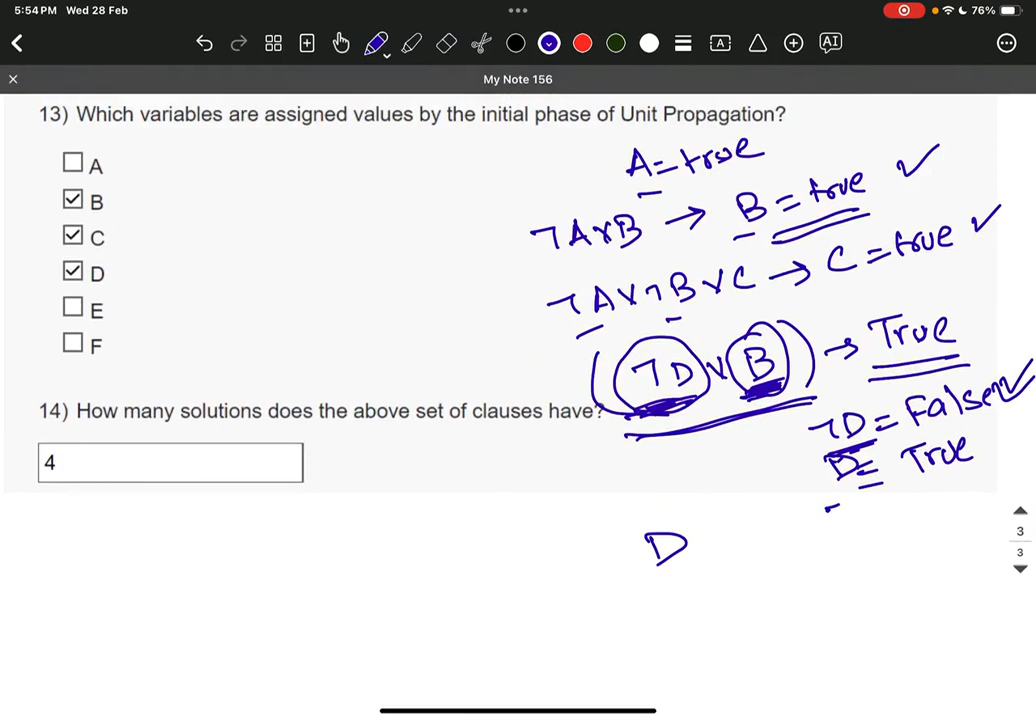 5:54 PM Wed 28 Feb
76%
A
AI
My Note 156
13) Which variables are assigned values by the initial phase of Unit Propagation?
A
B
C
D
E
F
A = true
¬A ∨ B → B = true ✓
¬A ∨ ¬B ∨ C → C = true ✓
(¬D ∨ B) → True
¬D = False ✓
D = True
14) How many solutions does the above set of clauses have?
4
D
3
3